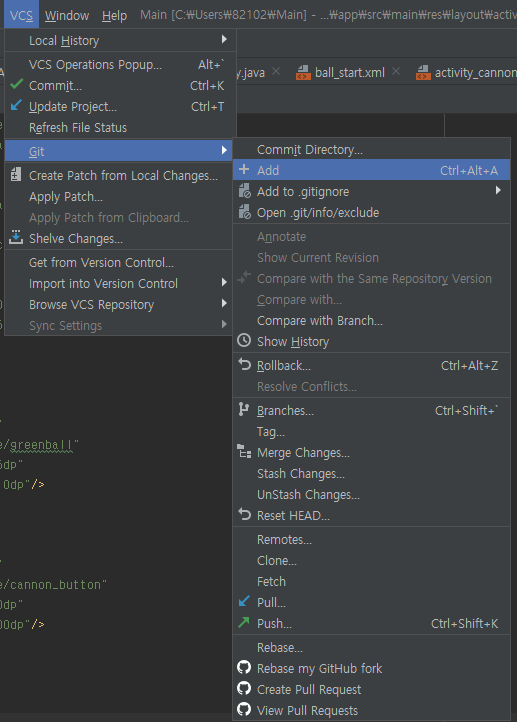 VCS Window Help Main [C:₩Users₩82102₩Main] - ...₩app₩src₩main₩res₩layout₩activ
Local History
VCS Operations Popup... Alt+`
y.java ball_start.xml activity_cannon
Commit... Ctrl+K
Update Project... Ctrl+T
Refresh File Status
Git
Commit Directory...
Create Patch from Local Changes...
Add Ctrl+Alt+A
Apply Patch...
Add to .gitignore
Apply Patch from Clipboard...
Open .git/info/exclude
Shelve Changes...
Annotate
Get from Version Control...
Show Current Revision
Import into Version Control
Compare with the Same Repository Version
Browse VCS Repository
Compare with...
Sync Settings
Compare with Branch...
Show History
Rollback... Ctrl+Alt+Z
Resolve Conflicts...
Branches... Ctrl+Shift+`
Tag...
e/greenball"
Merge Changes...
5dp"
Stash Changes...
0dp"/>
UnStash Changes...
Reset HEAD...
Remotes...
Clone...
e/cannon_button"
Fetch
0dp"
Pull...
00dp"/>
Push... Ctrl+Shift+K
Rebase...
Rebase my GitHub fork
Create Pull Request
View Pull Requests